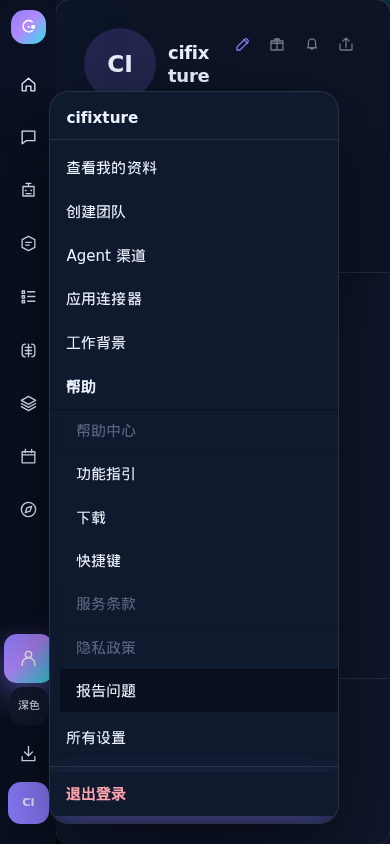 CI
cifix
ture
cifixture
查看我的资料
创建团队
Agent 渠道
应用连接器
工作背景
帮助
帮助中心
功能指引
下载
快捷键
服务条款
隐私政策
报告问题
所有设置
退出登录
深色
CI